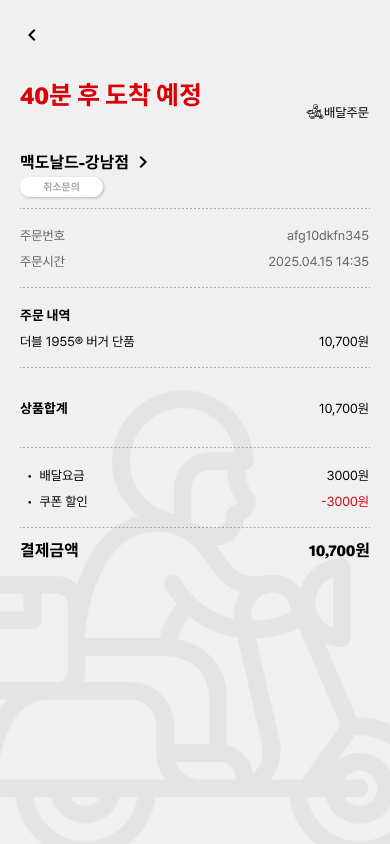 40분 후 도착 예정
배달주문
맥도날드-강남점
취소문의
주문번호 afg10dkfn345
주문시간 2025.04.15 14:35
주문 내역
더블 1955® 버거 단품 10,700원
상품합계 10,700원
• 배달요금 3000원
• 쿠폰 할인 -3000원
결제금액 10,700원